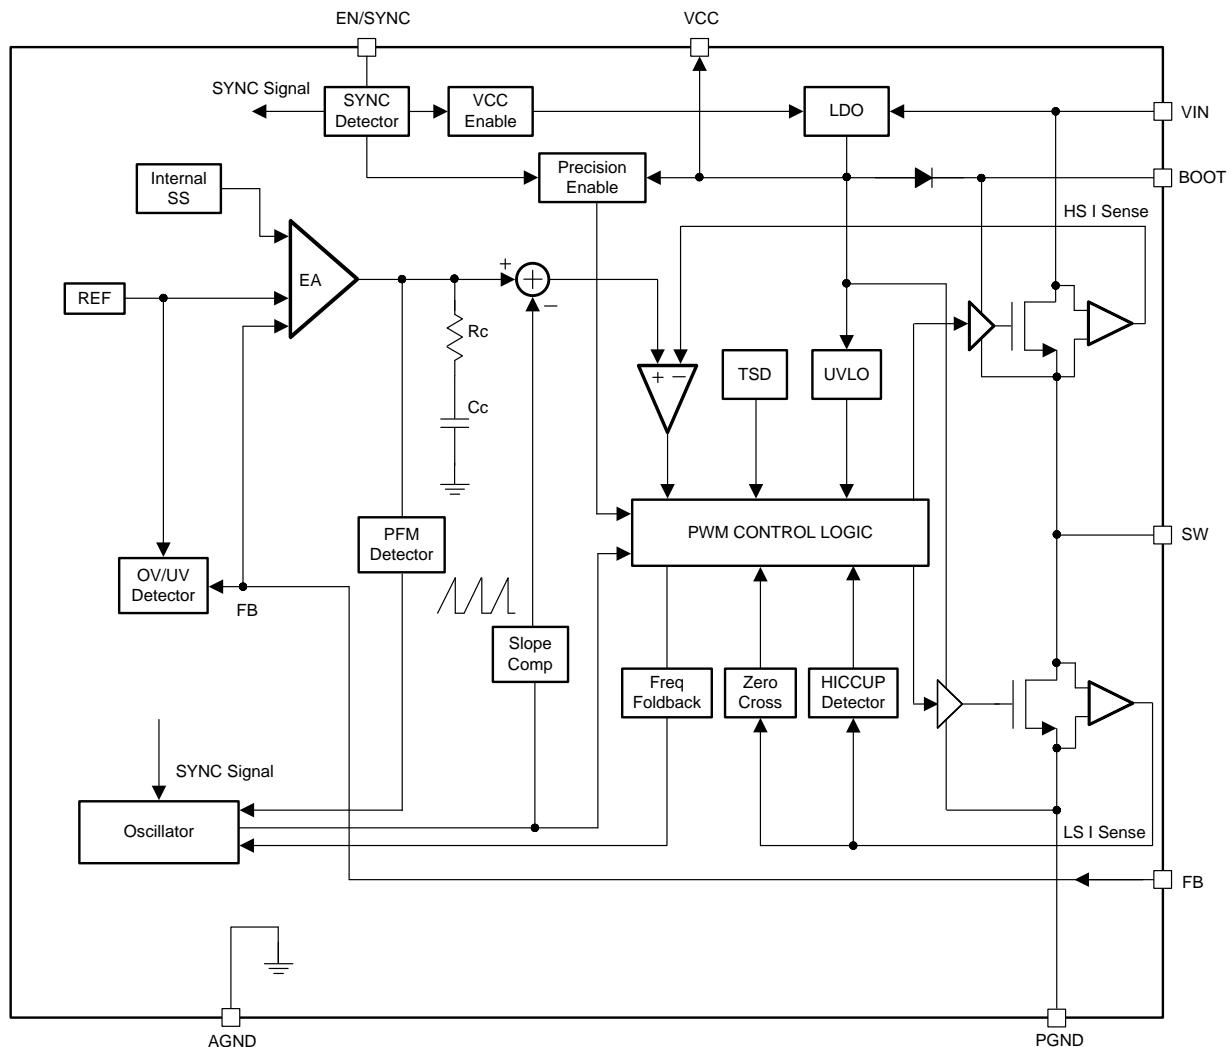 EN/SYNC
VCC
SYNC Signal
SYNC
Detector
VCC
Enable
LDO
VIN
Internal
SS
Precision
Enable
BOOT
HS I Sense
EA
+
+
−
REF
Rc
+ −
TSD
UVLO
Cc
PFM
Detector
PWM CONTROL LOGIC
SW
OV/UV
Detector
FB
Slope
Comp
Freq
Foldback
Zero
Cross
HICCUP
Detector
SYNC Signal
Oscillator
LS I Sense
FB
AGND
PGND